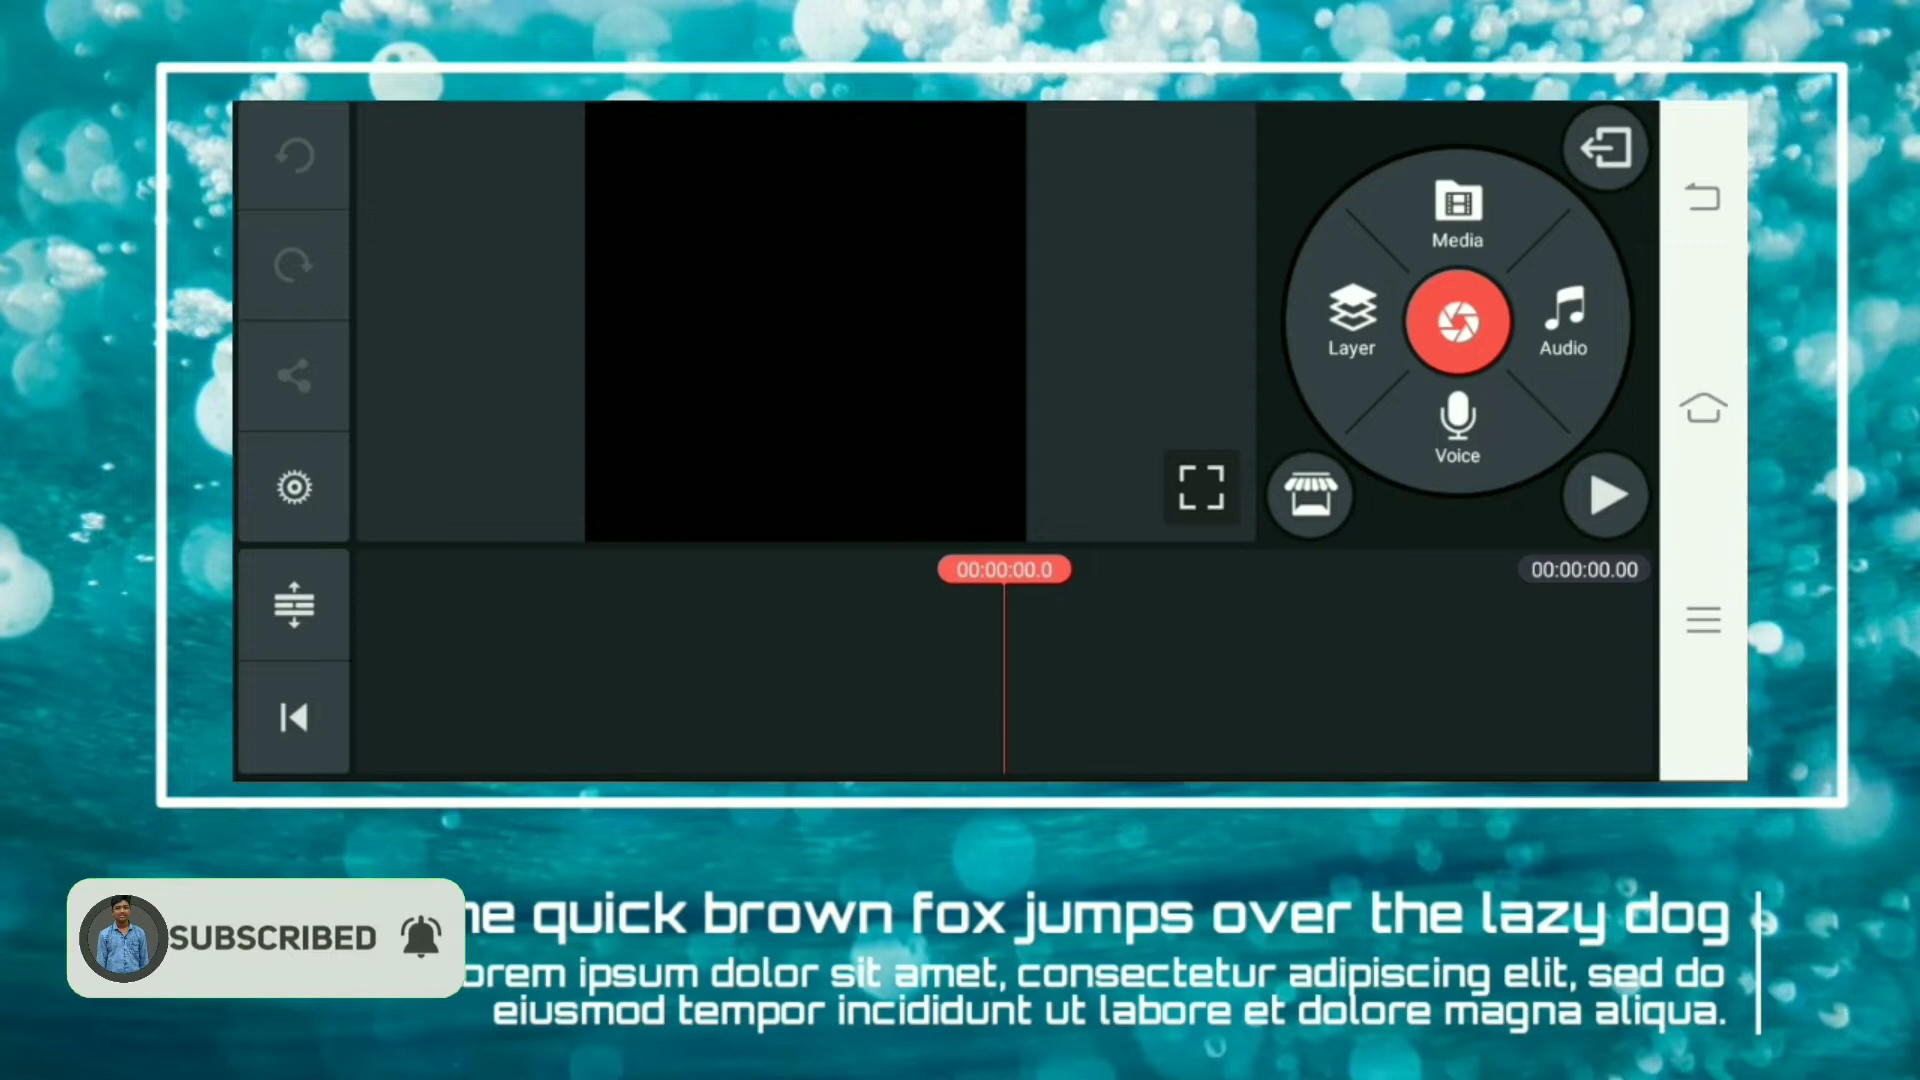 Media
Layer
Audio
Voice
00:00:00.0
00:00:00.00
SUBSCRIBED
he quick brown fox jumps over the lazy dog
orem ipsum dolor sit amet, consectetur adipiscing elit, sed do
eiusmod tempor incididunt ut labore et dolore magna aliqua.